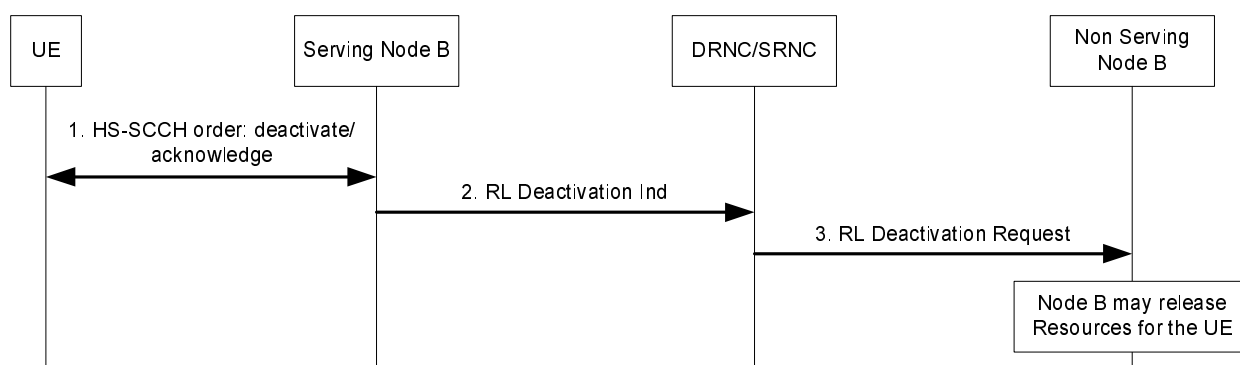 UE
Serving Node B
DRNC/SRNC
Non Serving
Node B
1. HS-SCCH order: deactivate/
acknowledge
2. RL Deactivation Ind
3. RL Deactivation Request
Node B may release
Resources for the UE